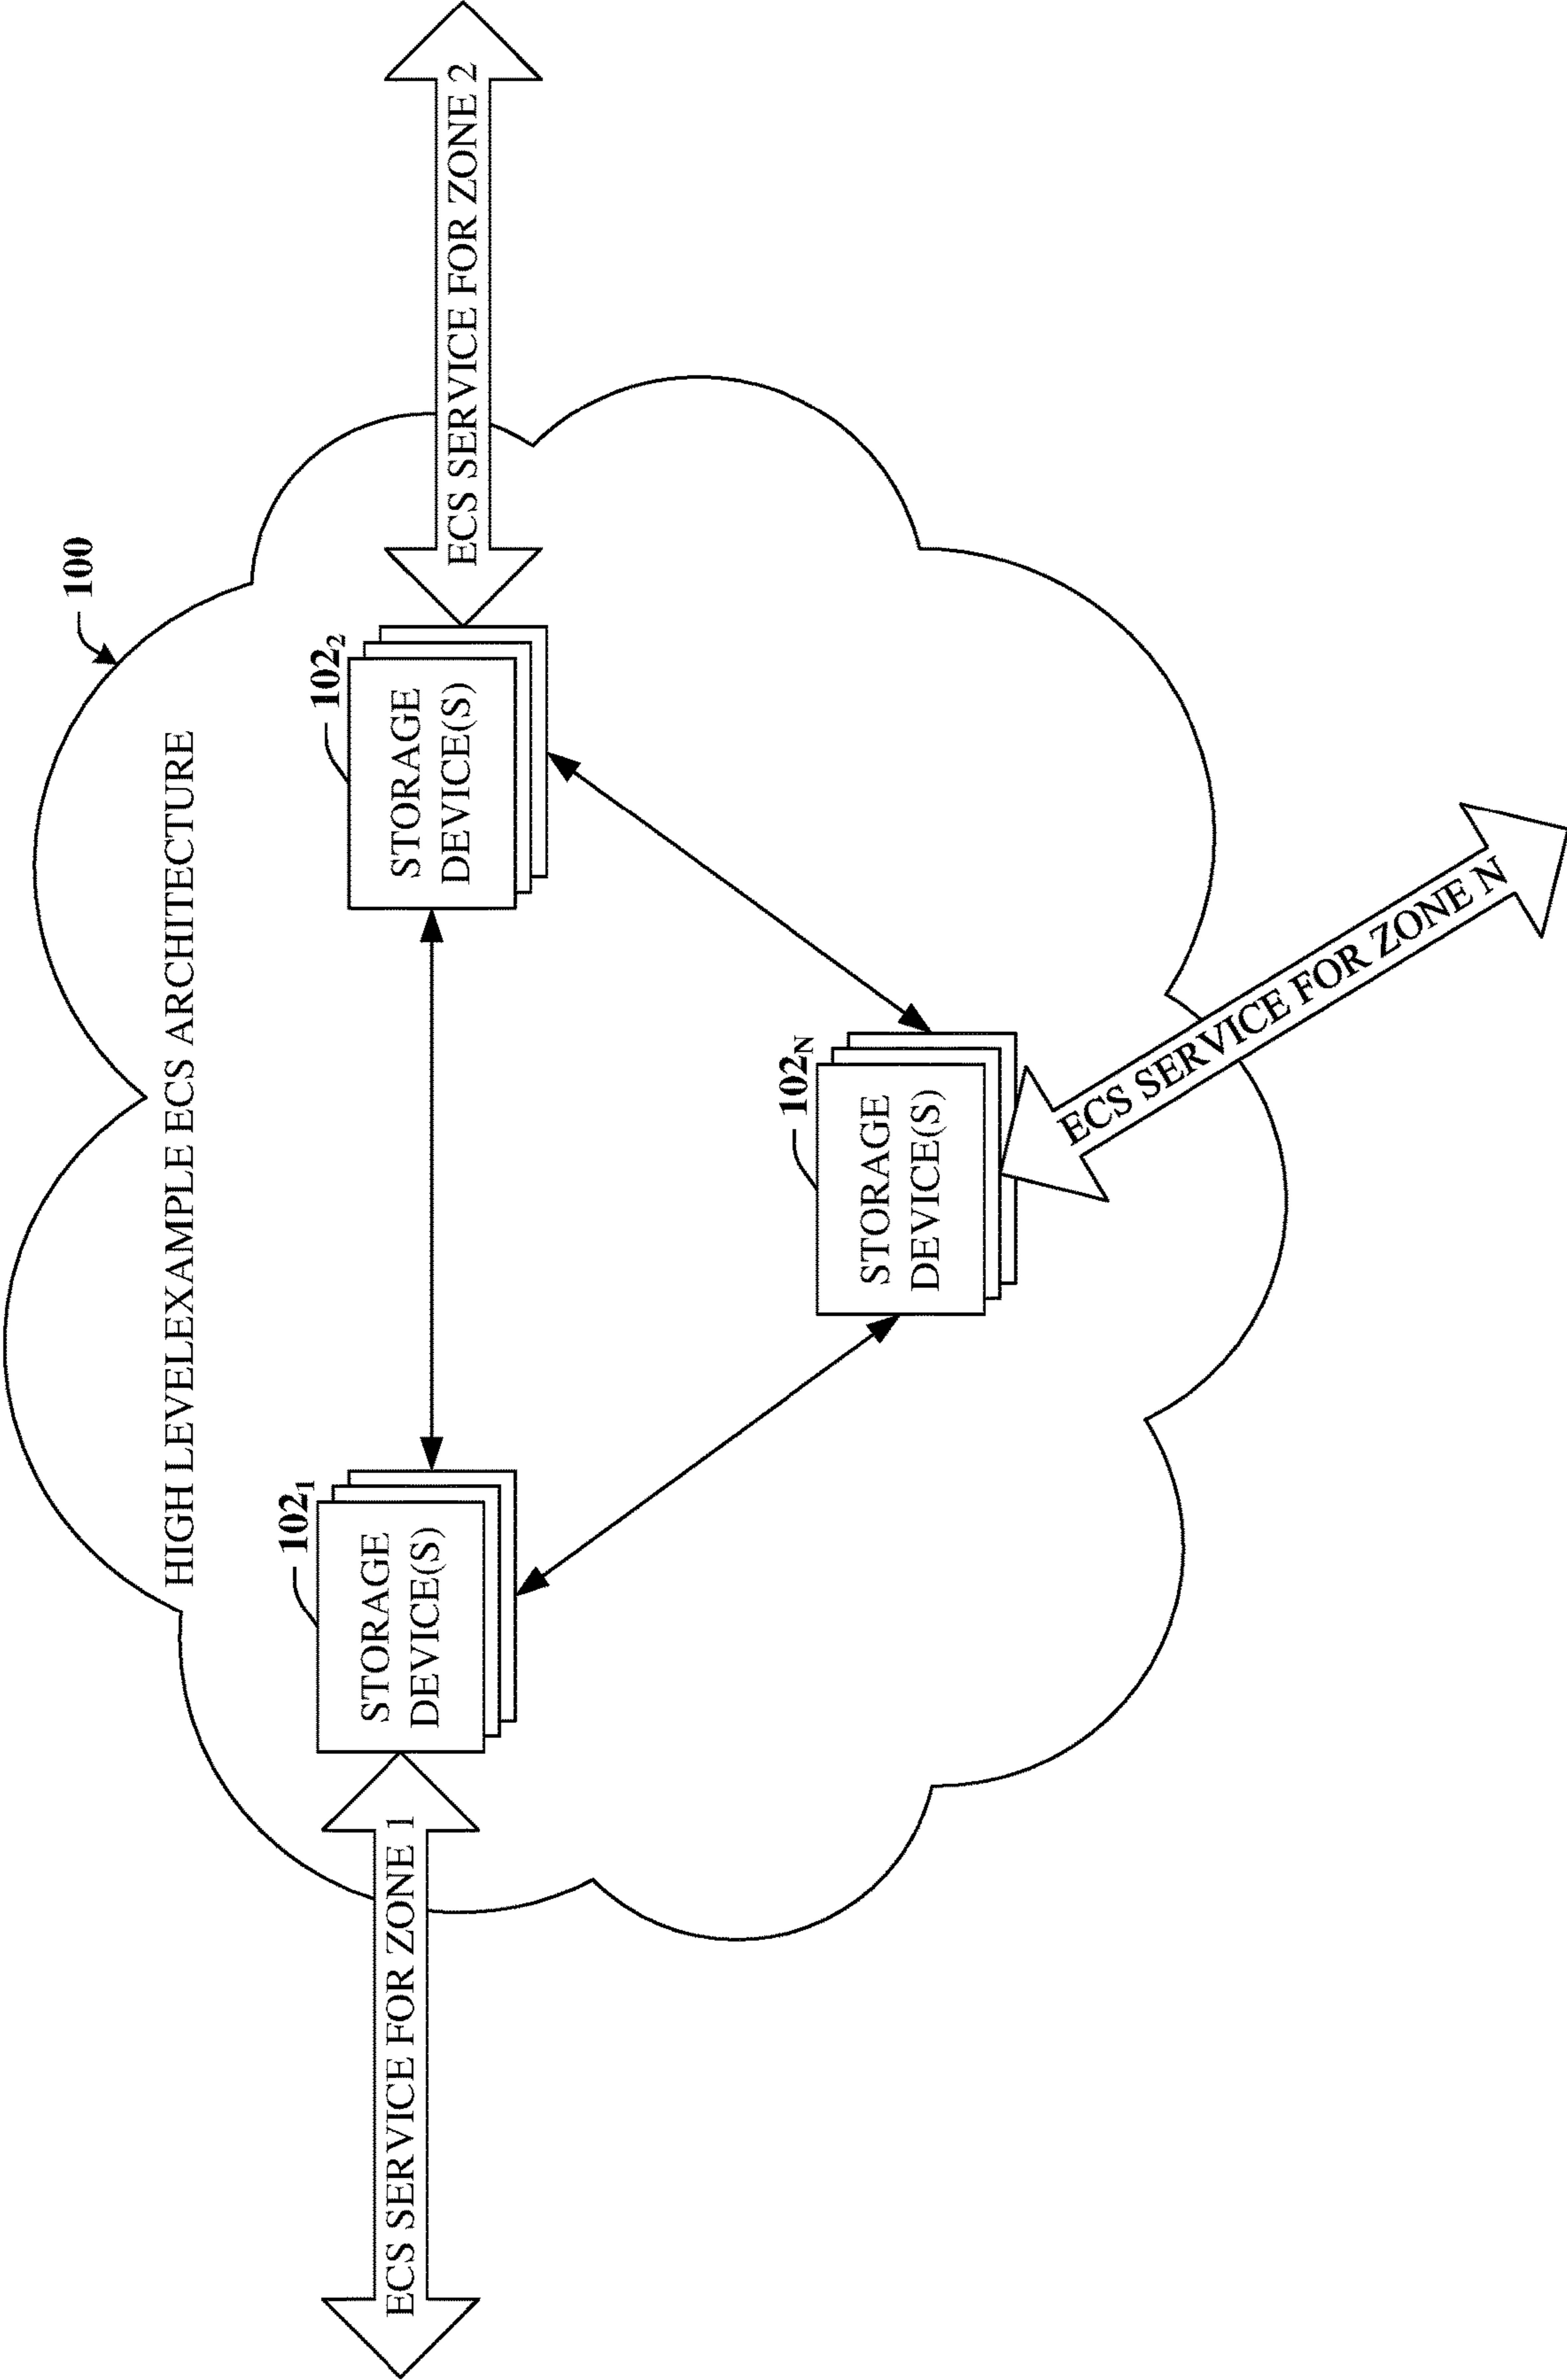 100
HIGH LEVELEXAMPLE ECS ARCHITECTURE
102₁
STORAGE
DEVICE(S)
102₂
STORAGE
DEVICE(S)
ECS SERVICE FOR ZONE 1
ECS SERVICE FOR ZONE 2
102N
STORAGE
DEVICE(S)
ECS SERVICE FOR ZONE N